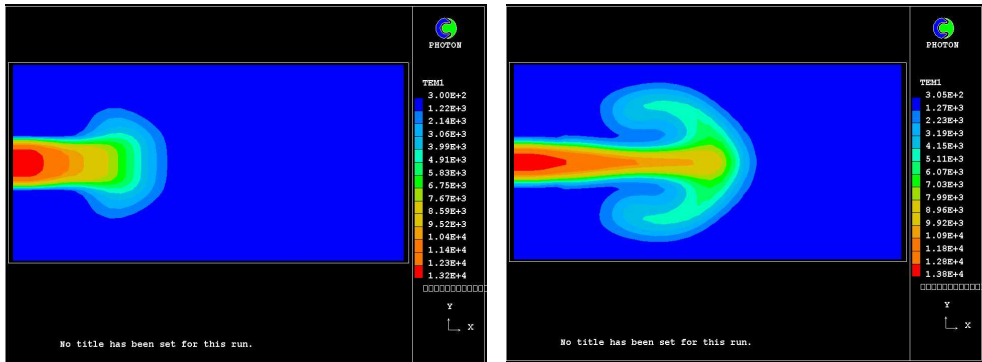 PHOTON
TEM1
3.00E+2
1.22E+3
2.14E+3
3.06E+3
3.99E+3
4.91E+3
5.83E+3
6.75E+3
7.67E+3
8.59E+3
9.52E+3
1.04E+4
1.14E+4
1.23E+4
1.32E+4
Y
X
No title has been set for this run.
PHOTON
TEM1
3.05E+2
1.27E+3
2.23E+3
3.19E+3
4.15E+3
5.11E+3
6.07E+3
7.03E+3
7.99E+3
8.96E+3
9.92E+3
1.09E+4
1.18E+4
1.28E+4
1.38E+4
Y
X
No title has been set for this run.